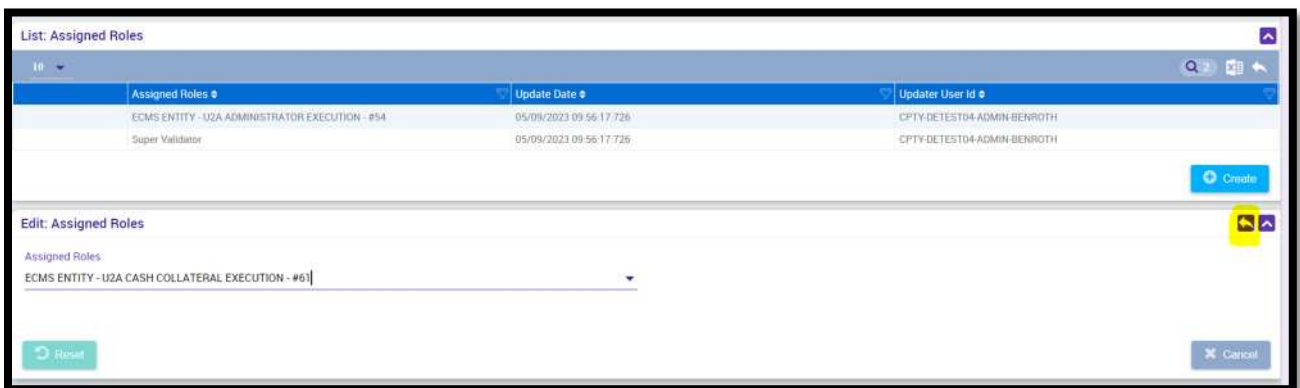 List: Assigned Roles
10
2
Assigned Roles Update Date Updater User Id
ECMS ENTITY - U2A ADMINISTRATOR EXECUTION - #54 05/09/2023 09:56:17:726 CPTY-DETEST04-ADMIN-BENROTH
Super Validator 05/09/2023 09:56:17:726 CPTY-DETEST04-ADMIN-BENROTH
Create
Edit: Assigned Roles
Assigned Roles
ECMS ENTITY - U2A CASH COLLATERAL EXECUTION - #61
Reset Cancel